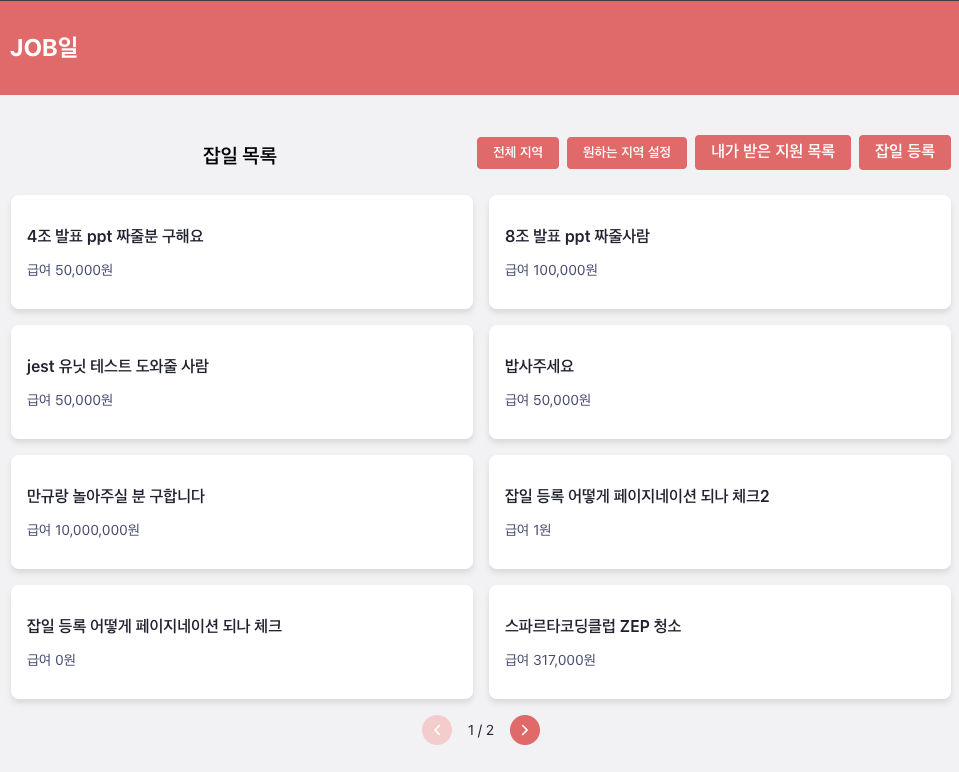 JOB일
잡일 목록
전체 지역
원하는 지역 설정
내가 받은 지원 목록
잡일 등록
4조 발표 ppt 짜줄분 구해요
급여 50,000원
8조 발표 ppt 짜줄사람
급여 100,000원
jest 유닛 테스트 도와줄 사람
급여 50,000원
밥사주세요
급여 50,000원
만규랑 놀아주실 분 구합니다
급여 10,000,000원
잡일 등록 어떻게 페이지네이션 되나 체크2
급여 1원
잡일 등록 어떻게 페이지네이션 되나 체크
급여 0원
스파르타코딩클럽 ZEP 청소
급여 317,000원
1 / 2